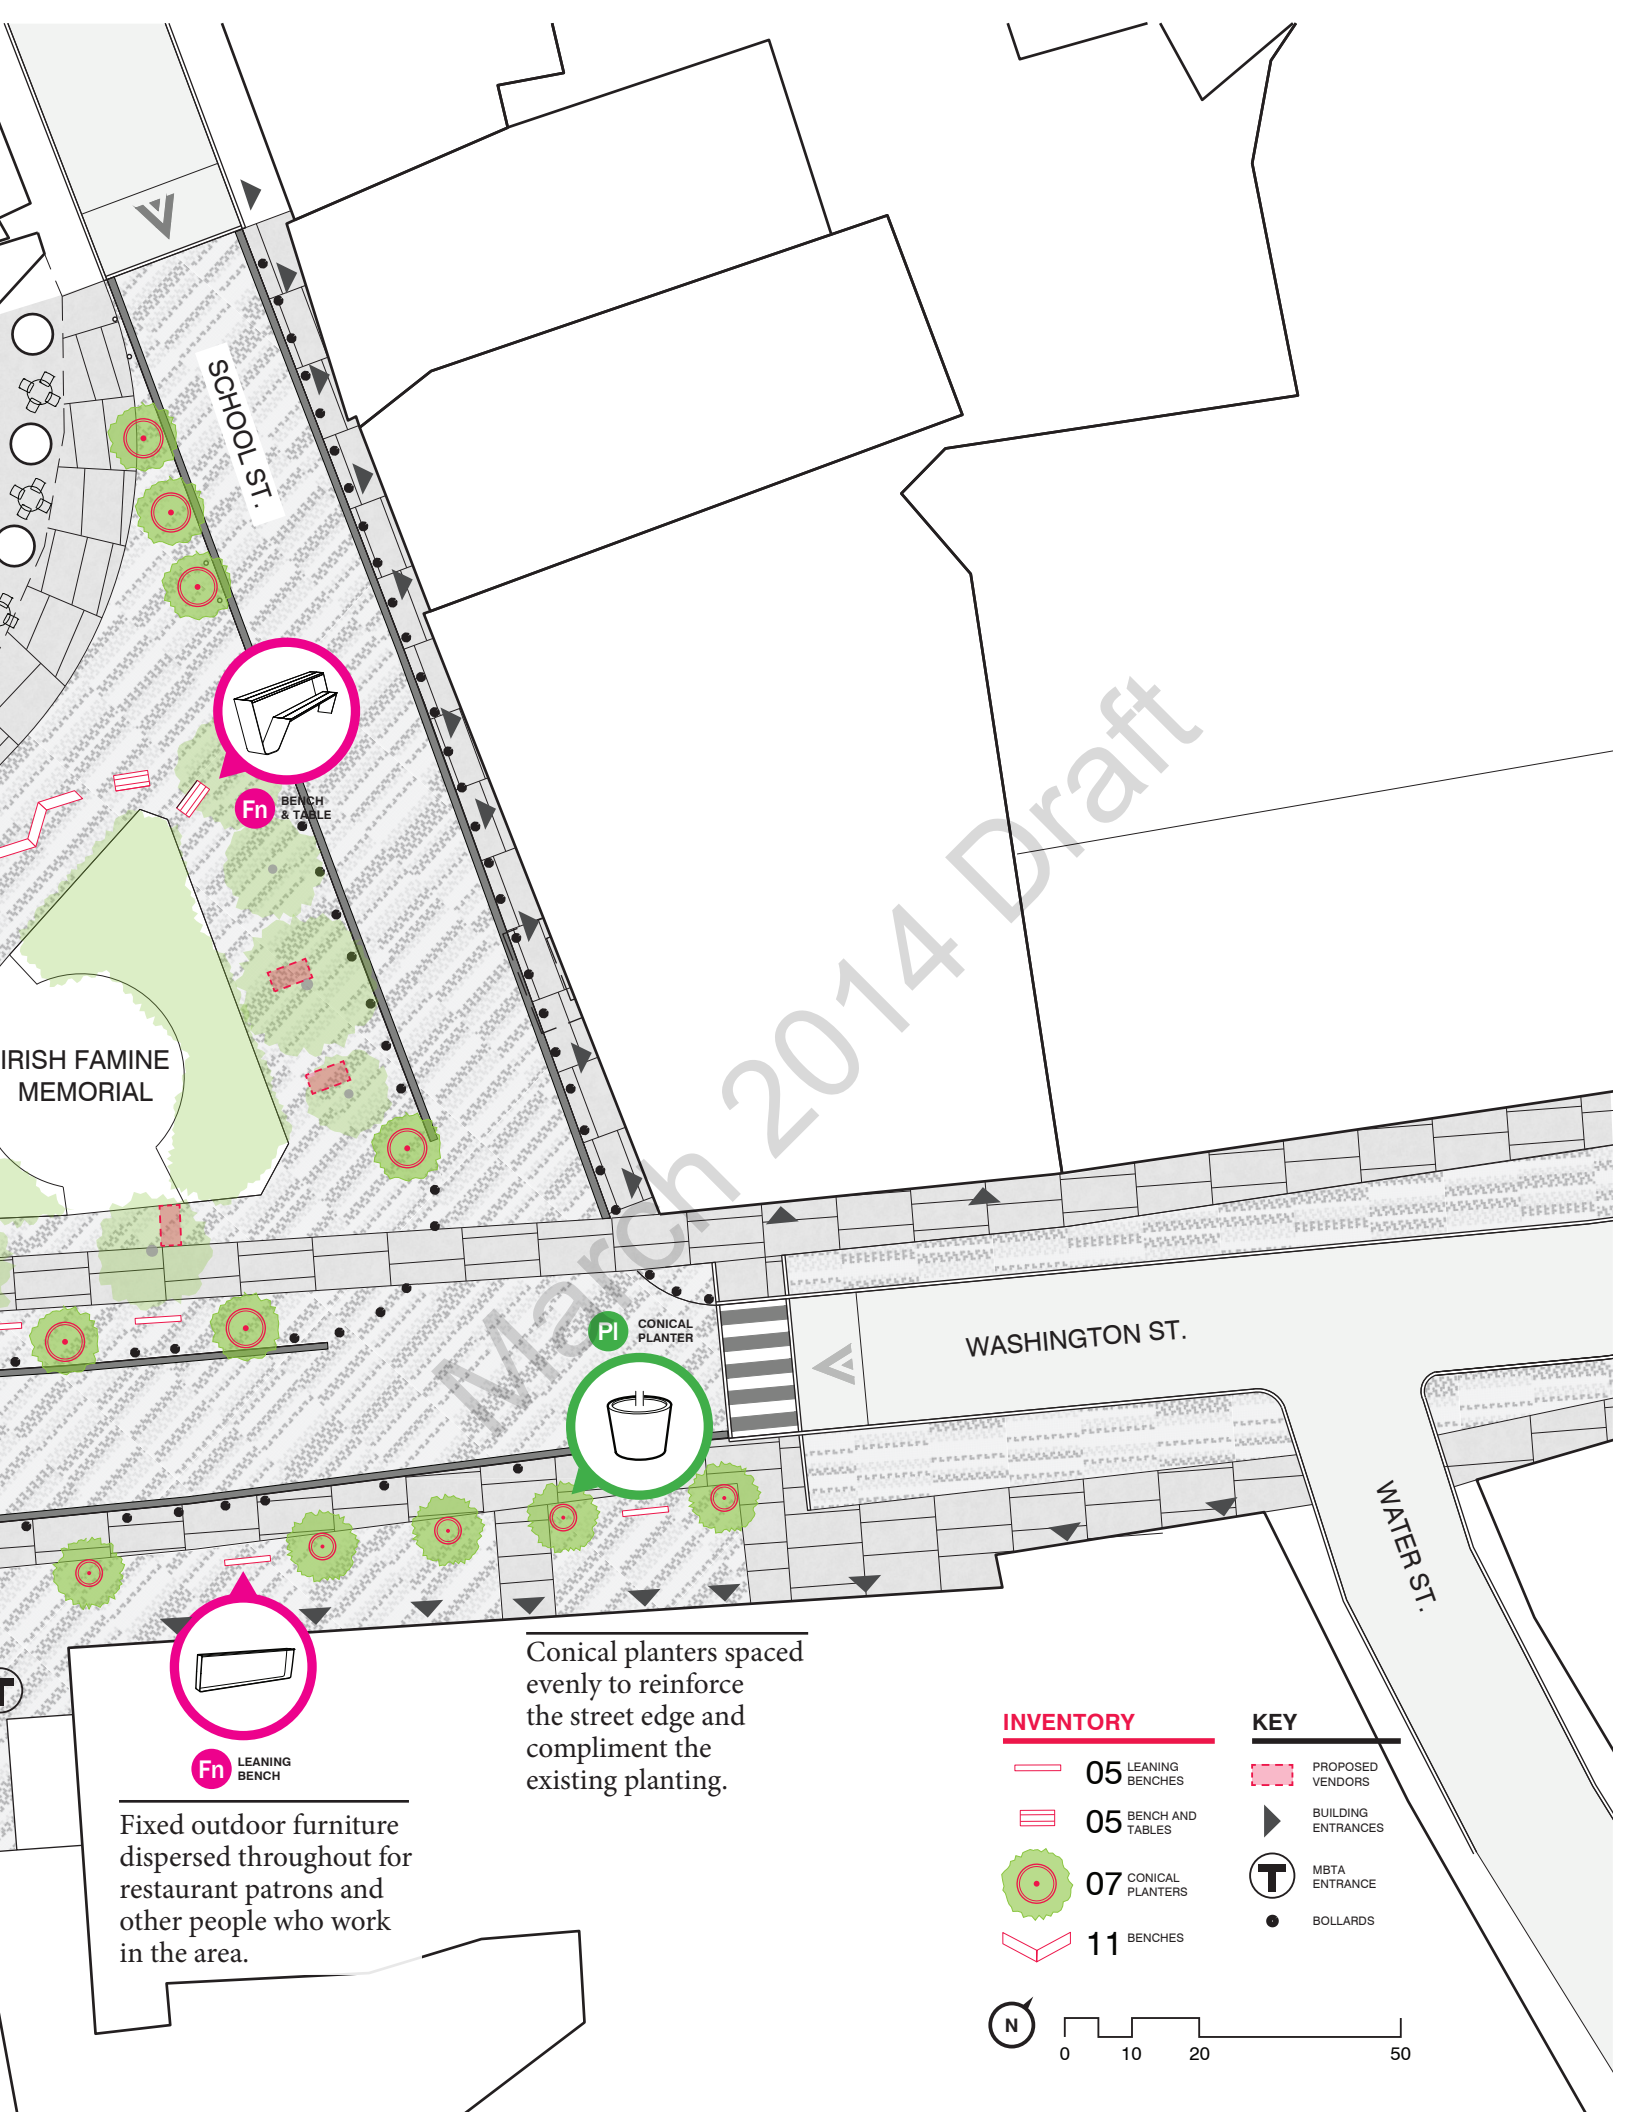 SCHOOL ST.
Fn
BENCH
& TABLE
IRISH FAMINE
MEMORIAL
March 2014 Draft
Pl
CONICAL
PLANTER
WASHINGTON ST.
WATER ST.
T
Fn
LEANING
BENCH
Fixed outdoor furniture
dispersed throughout for
restaurant patrons and
other people who work
in the area.
Conical planters spaced
evenly to reinforce
the street edge and
compliment the
existing planting.
INVENTORY
05 LEANING
BENCHES
05 BENCH AND
TABLES
07 CONICAL
PLANTERS
11 BENCHES
KEY
PROPOSED
VENDORS
BUILDING
ENTRANCES
T MBTA
ENTRANCE
BOLLARDS
N
0 10 20 50